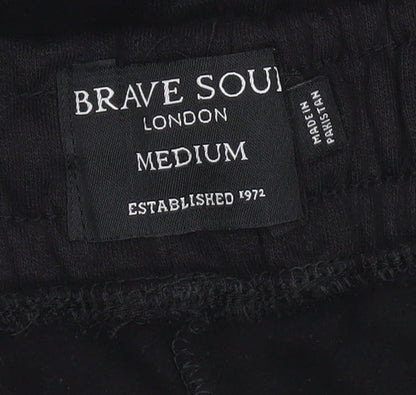 BRAVE SOUL
LONDON
MEDIUM
ESTABLISHED 1972
MADE IN
PAKISTAN